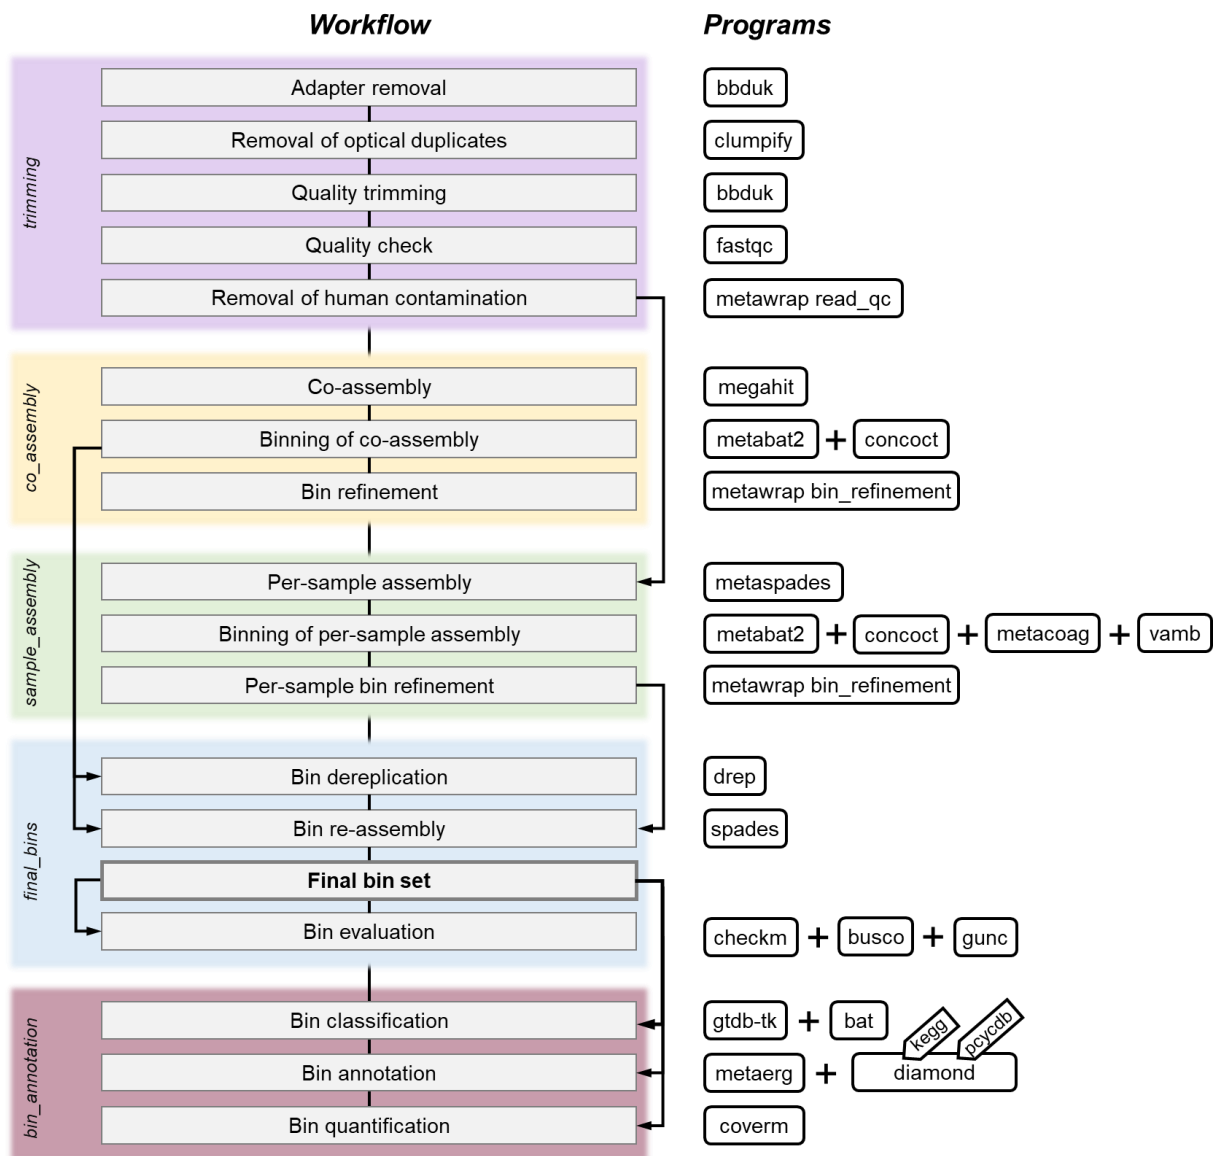 Workflow Programs
trimming
Adapter removal bbduk
Removal of optical duplicates clumpify
Quality trimming bbduk
Quality check fastqc
Removal of human contamination metawrap read_qc
co_assembly
Co-assembly megahit
Binning of co-assembly metabat2 + concoct
Bin refinement metawrap bin_refinement
sample_assembly
Per-sample assembly metaspades
Binning of per-sample assembly metabat2 + concoct + metacoag + vamb
Per-sample bin refinement metawrap bin_refinement
final_bins
Bin dereplication drep
Bin re-assembly spades
Final bin set
Bin evaluation checkm + busco + gunc
bin_annotation
Bin classification gtdb-tk + bat
kegg pcycdb
Bin annotation metaerg + diamond
Bin quantification coverm